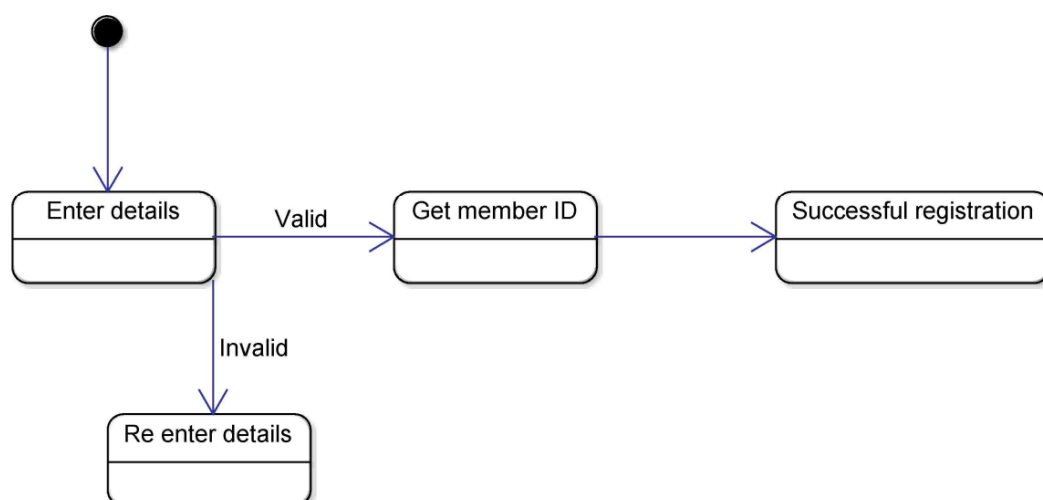 Enter details
Valid
Get member ID
Successful registration
Invalid
Re enter details